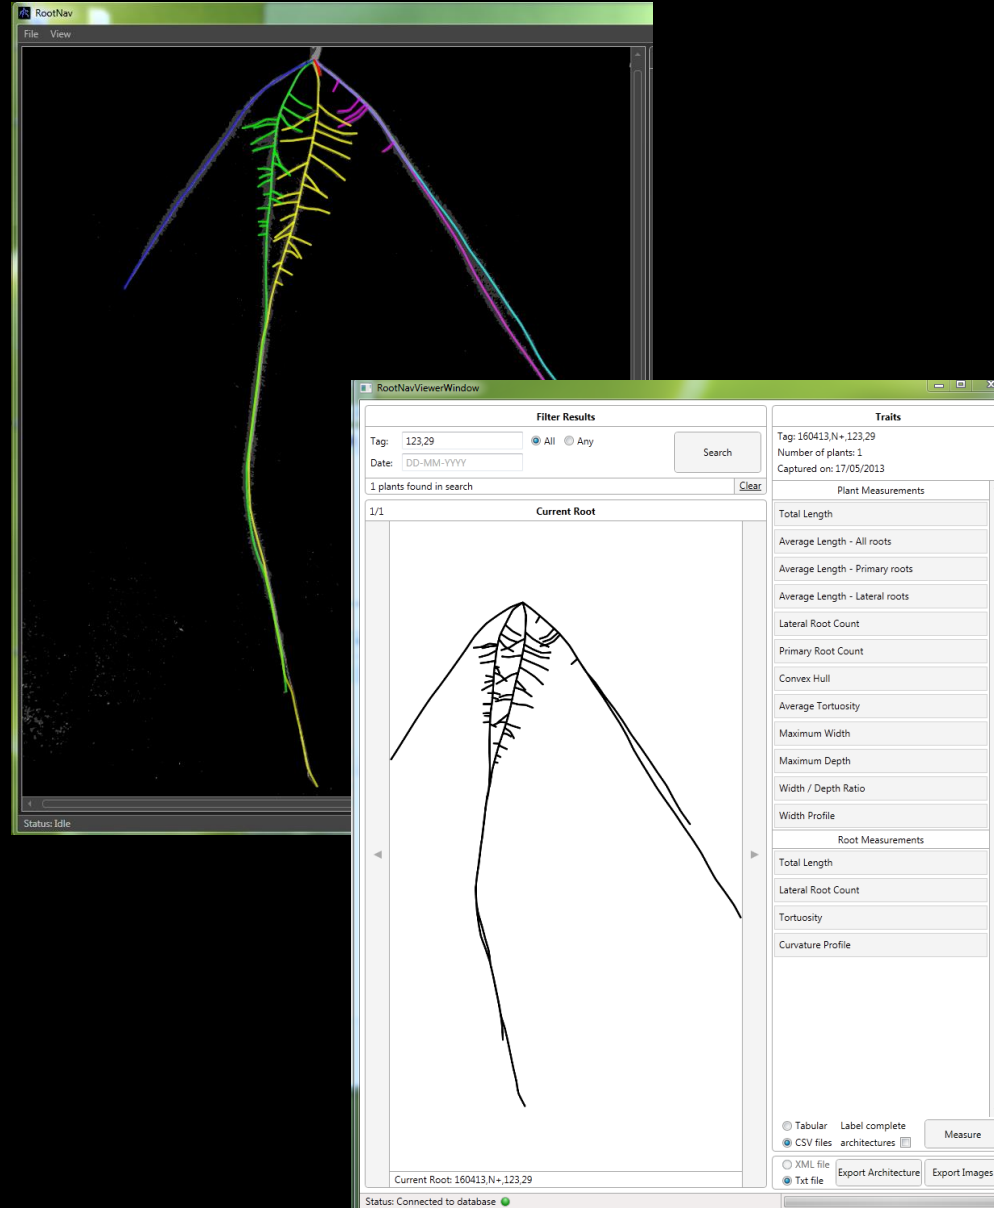 RootNav
File View
Status: Idle
RootNavViewerWindow
Filter Results
Tag: 123,29 All Any
Search
Date: DD-MM-YYYY
1 plants found in search Clear
1/1 Current Root
Current Root: 160413,N+,123,29
Status: Connected to database
Traits
Tag: 160413,N+,123,29
Number of plants: 1
Captured on: 17/05/2013
Plant Measurements
Total Length
Average Length - All roots
Average Length - Primary roots
Average Length - Lateral roots
Lateral Root Count
Primary Root Count
Convex Hull
Average Tortuosity
Maximum Width
Maximum Depth
Width / Depth Ratio
Width Profile
Root Measurements
Total Length
Lateral Root Count
Tortuosity
Curvature Profile
Tabular Label complete
CSV files architectures
Measure
XML file
Txt file
Export Architecture Export Images